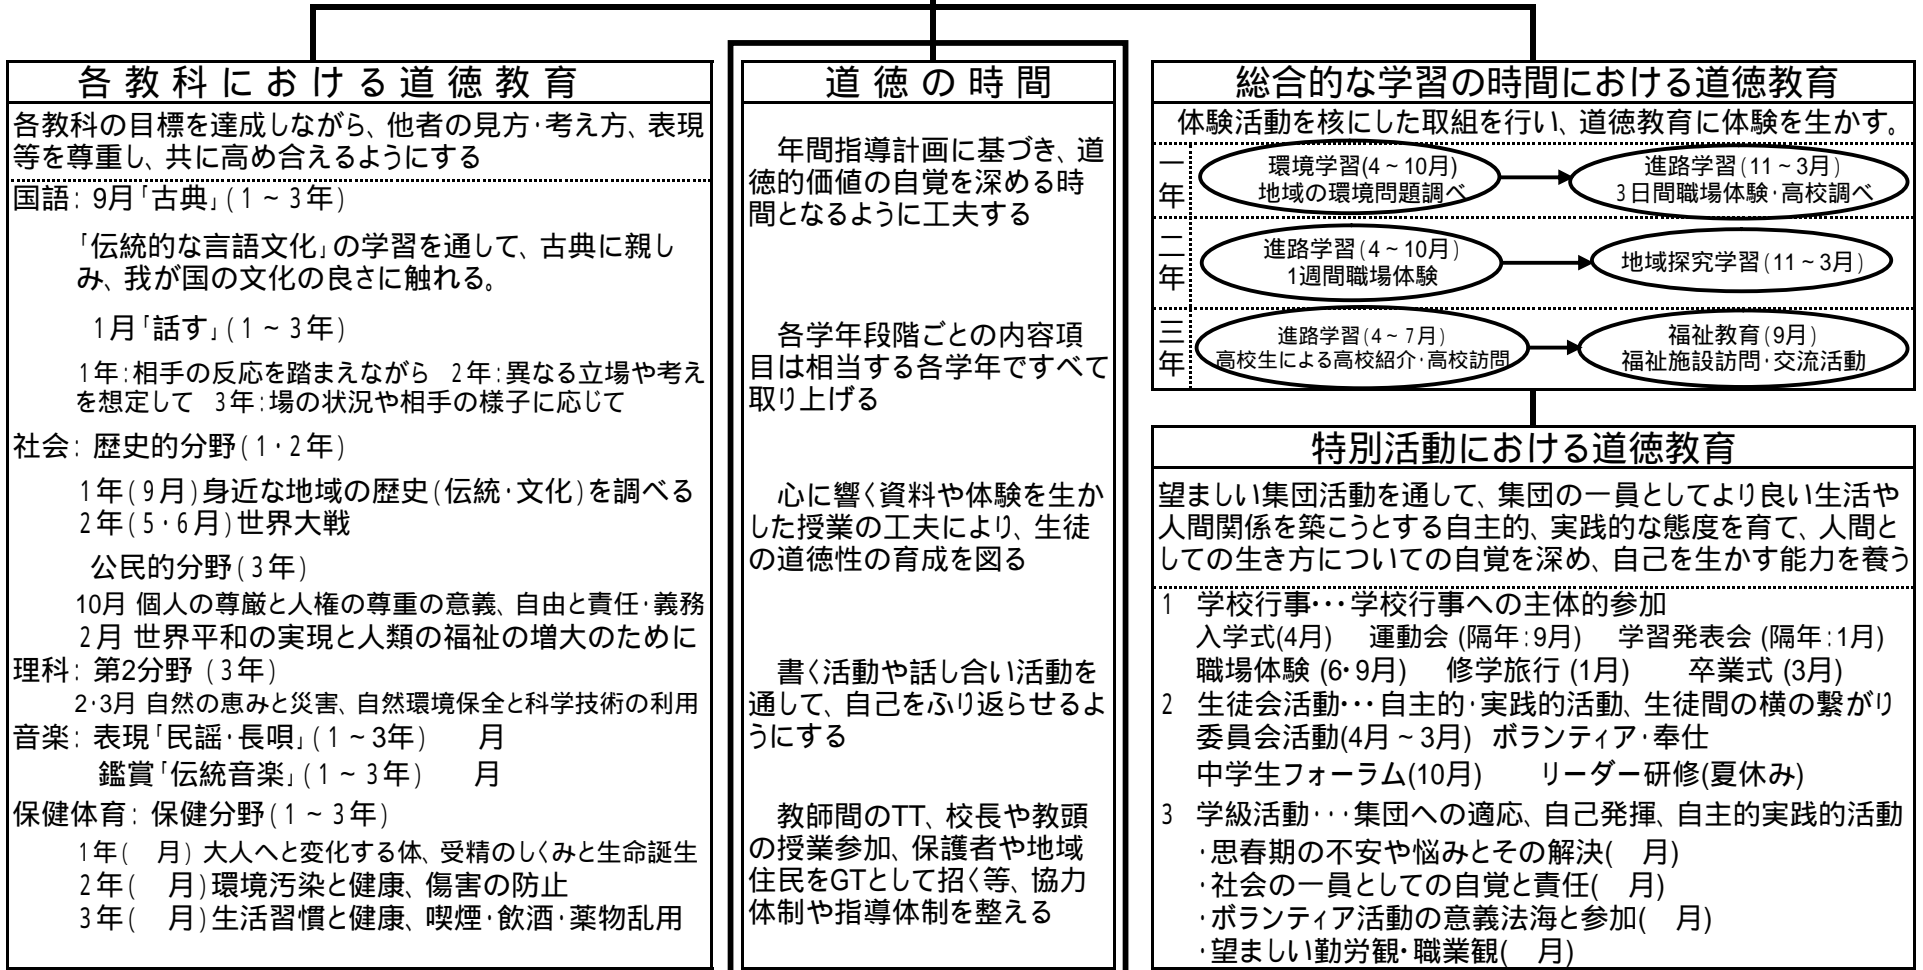 各教科における道徳教育
各教科の目標を達成しながら、他者の見方・考え方、表現
等を尊重し、共に高め合えるようにする
国語：9月「古典」（1～3年）
「伝統的な言語文化」の学習を通して、古典に親し
み、我が国の文化の良さに触れる。
1月「話す」（1～3年）
1年：相手の反応を踏まえながら　2年：異なる立場や考え
を想定して　3年：場の状況や相手の様子に応じて
社会：歴史的分野（1・2年）
1年（9月）身近な地域の歴史（伝統・文化）を調べる
2年（5・6月）世界大戦
公民的分野（3年）
10月 個人の尊厳と人権の尊重の意義、自由と責任・義務
2月 世界平和の実現と人類の福祉の増大のために
理科：第2分野（3年）
2・3月 自然の恵みと災害、自然環境保全と科学技術の利用
音楽：表現「民謡・長唄」（1～3年）　月
鑑賞「伝統音楽」（1～3年）　月
保健体育：保健分野（1～3年）
1年（　月）大人へと変化する体、受精のしくみと生命誕生
2年（　月）環境汚染と健康、傷害の防止
3年（　月）生活習慣と健康、喫煙・飲酒・薬物乱用
道徳の時間
年間指導計画に基づき、道
徳的価値の自覚を深める時
間となるように工夫する
各学年段階ごとの内容項
目は相当する各学年ですべて
取り上げる
心に響く資料や体験を生か
した授業の工夫により、生徒
の道徳性の育成を図る
書く活動や話し合い活動を
通して、自己をふり返らせるよ
うにする
教師間のTT、校長や教頭
の授業参加、保護者や地域
住民をGTとして招く等、協力
体制や指導体制を整える
総合的な学習の時間における道徳教育
体験活動を核にした取組を行い、道徳教育に体験を生かす。
一年
環境学習(4～10月)
地域の環境問題調べ
進路学習（11～3月）
3日間職場体験・高校調べ
二年
進路学習（4～10月）
1週間職場体験
地域探究学習（11～3月）
三年
進路学習（4～7月）
高校生による高校紹介・高校訪問
福祉教育（9月）
福祉施設訪問・交流活動
特別活動における道徳教育
望ましい集団活動を通して、集団の一員としてより良い生活や
人間関係を築こうとする自主的、実践的な態度を育て、人間と
しての生き方についての自覚を深め、自己を生かす能力を養う
1　学校行事・・・学校行事への主体的参加
入学式(4月)　運動会 (隔年：9月)　学習発表会 (隔年：1月)
職場体験 (6・9月)　修学旅行 (1月)　卒業式 (3月)
2　生徒会活動・・・自主的・実践的活動、生徒間の横の繋がり
委員会活動(4月～3月)　ボランティア・奉仕
中学生フォーラム(10月)　リーダー研修(夏休み)
3　学級活動・・・集団への適応、自己発揮、自主的実践的活動
・思春期の不安や悩みとその解決(　月)
・社会の一員としての自覚と責任(　月)
・ボランティア活動の意義法海と参加(　月)
・望ましい勤労観・職業観(　月)